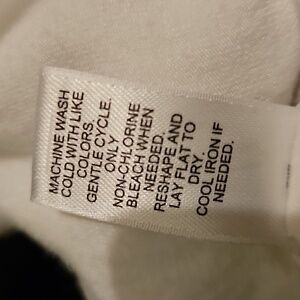 MACHINE WASH
COLD WITH LIKE
COLORS.
GENTLE CYCLE.
ONLY
NON-CHLORINE
BLEACH WHEN
NEEDED.
RESHAPE AND
LAY FLAT TO
DRY.
COOL IRON IF
NEEDED.